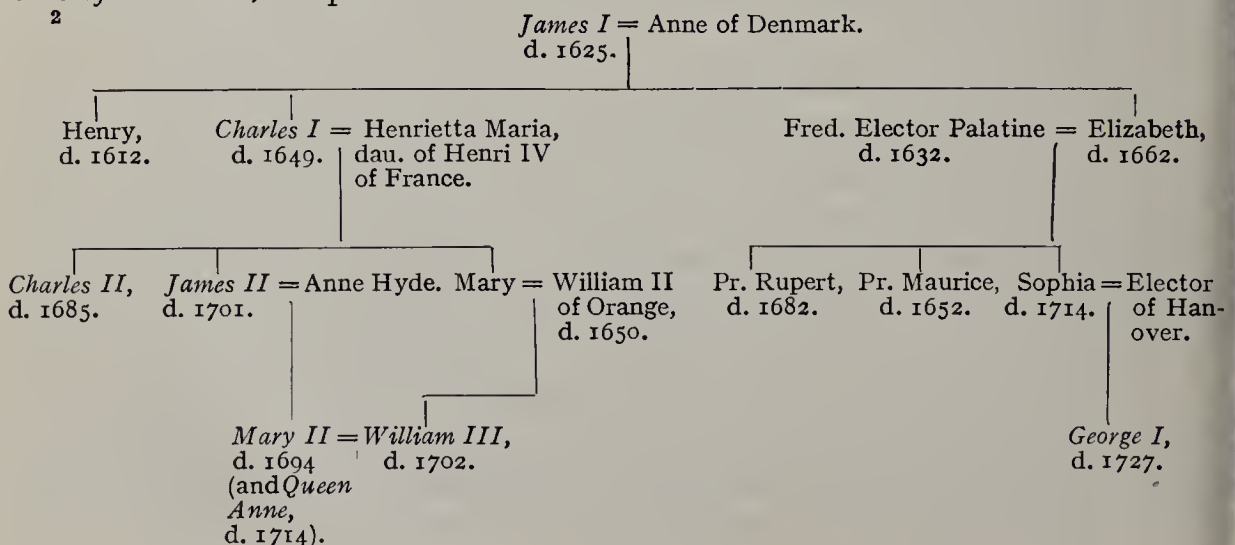 2
James I = Anne of Denmark.
d. 1625.
Henry,
d. 1612.
Charles I = Henrietta Maria,
d. 1649. dau. of Henri IV
of France.
Fred. Elector Palatine = Elizabeth,
d. 1632. d. 1662.
Charles II,
d. 1685.
James II = Anne Hyde.
d. 1701.
Mary = William II
of Orange,
d. 1650.
Pr. Rupert,
d. 1682.
Pr. Maurice,
d. 1652.
Sophia = Elector
d. 1714. of Han-
over.
Mary II = William III,
d. 1694 d. 1702.
(and Queen
Anne,
d. 1714).
George I,
d. 1727.